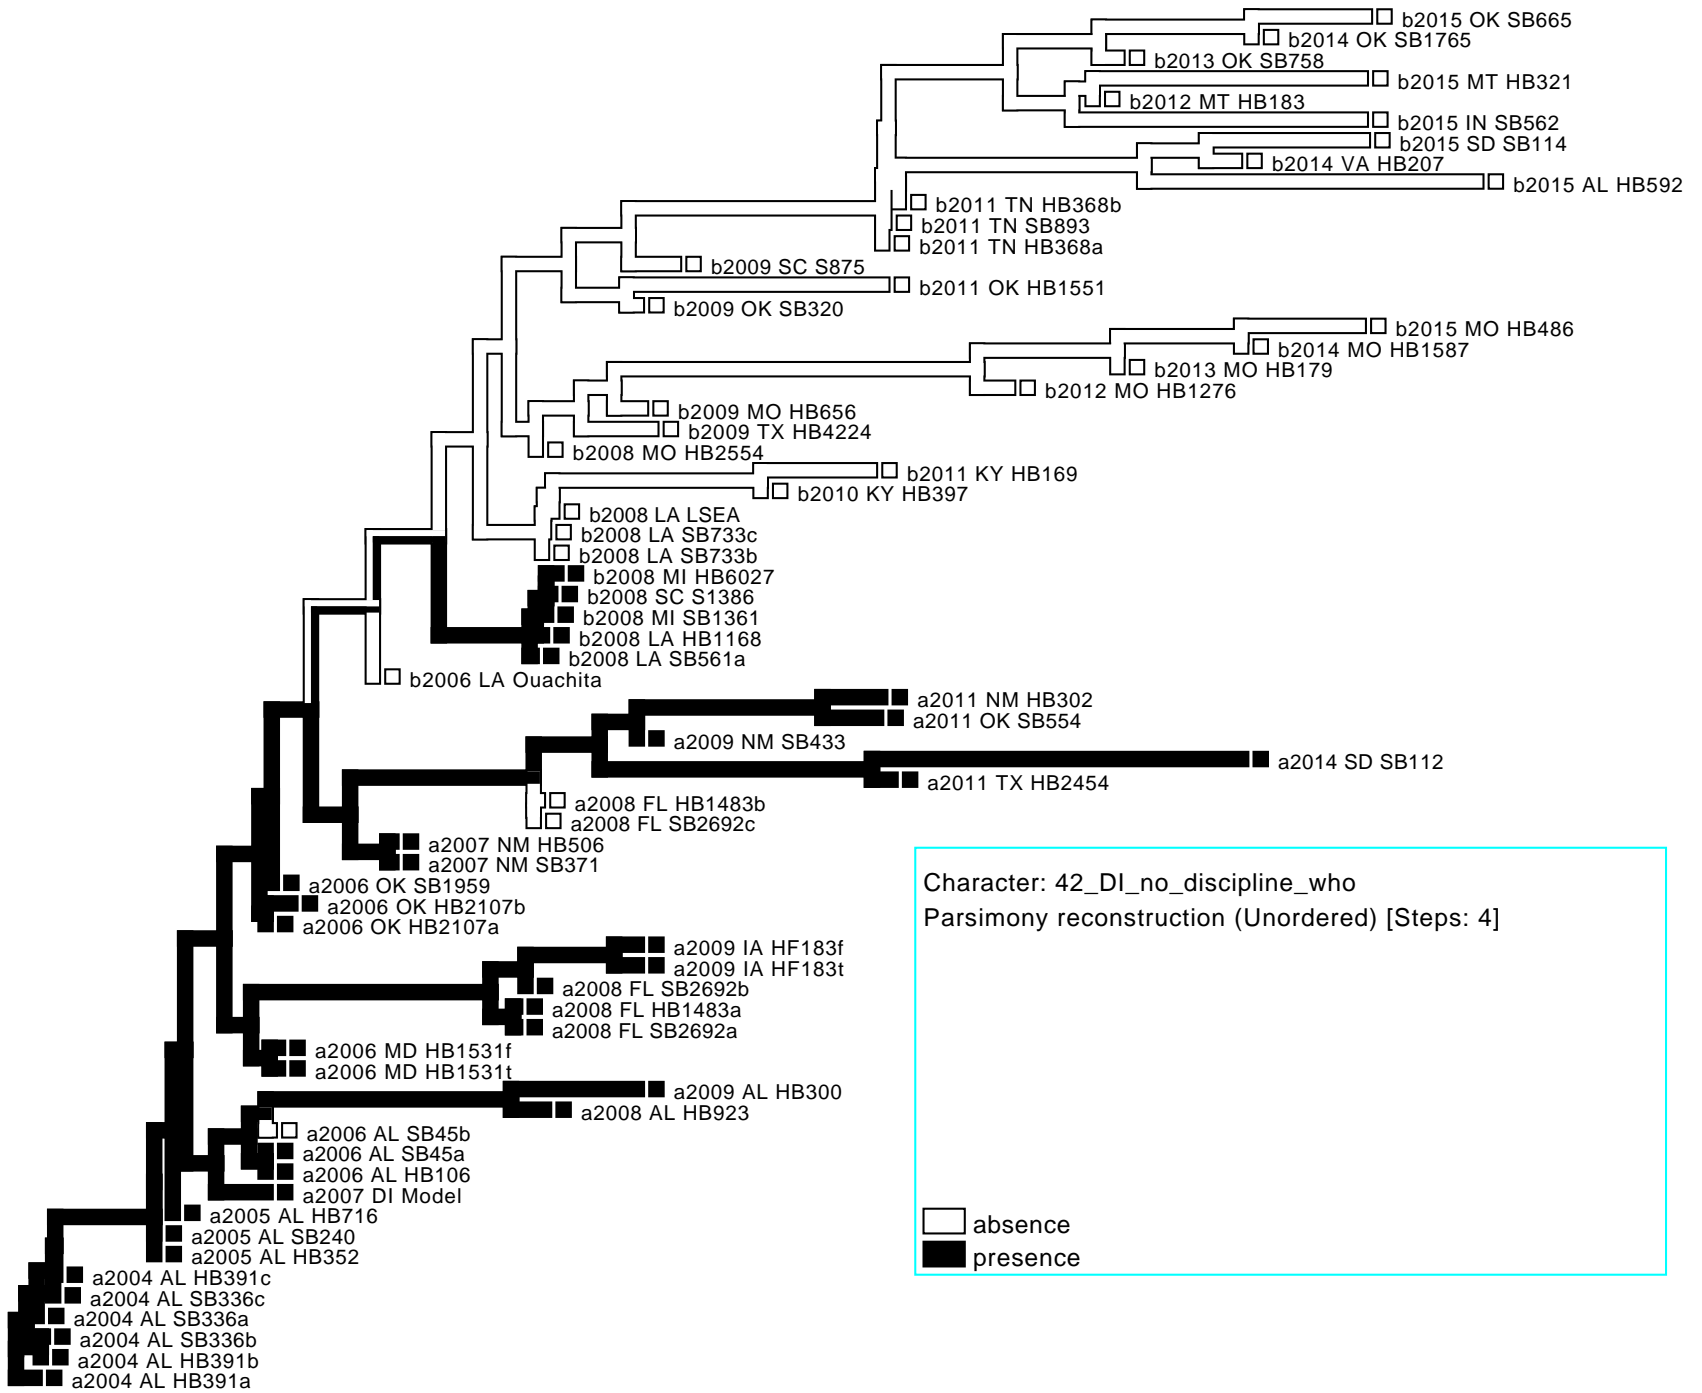 b2015 OK SB665
b2014 OK SB1765
b2013 OK SB758
b2015 MT HB321
b2012 MT HB183
b2015 IN SB562
b2015 SD SB114
b2014 VA HB207
b2015 AL HB592
b2011 TN HB368b
b2011 TN SB893
b2011 TN HB368a
b2009 SC S875
b2011 OK HB1551
b2009 OK SB320
b2015 MO HB486
b2014 MO HB1587
b2013 MO HB179
b2012 MO HB1276
b2009 MO HB656
b2009 TX HB4224
b2008 MO HB2554
b2011 KY HB169
b2010 KY HB397
b2008 LA LSEA
b2008 LA SB733c
b2008 LA SB733b
b2008 MI HB6027
b2008 SC S1386
b2008 MI SB1361
b2008 LA HB1168
b2008 LA SB561a
b2006 LA Ouachita
a2011 NM HB302
a2011 OK SB554
a2009 NM SB433
a2014 SD SB112
a2011 TX HB2454
a2008 FL HB1483b
a2008 FL SB2692c
a2007 NM HB506
a2007 NM SB371
a2006 OK SB1959
a2006 OK HB2107b
a2006 OK HB2107a
a2009 IA HF183f
a2009 IA HF183t
a2008 FL SB2692b
a2008 FL HB1483a
a2008 FL SB2692a
a2006 MD HB1531f
a2006 MD HB1531t
a2009 AL HB300
a2008 AL HB923
a2006 AL SB45b
a2006 AL SB45a
a2006 AL HB106
a2007 DI Model
a2005 AL HB716
a2005 AL SB240
a2005 AL HB352
a2004 AL HB391c
a2004 AL SB336c
a2004 AL SB336a
a2004 AL SB336b
a2004 AL HB391b
a2004 AL HB391a
Character: 42_DI_no_discipline_who
Parsimony reconstruction (Unordered) [Steps: 4]
absence
presence